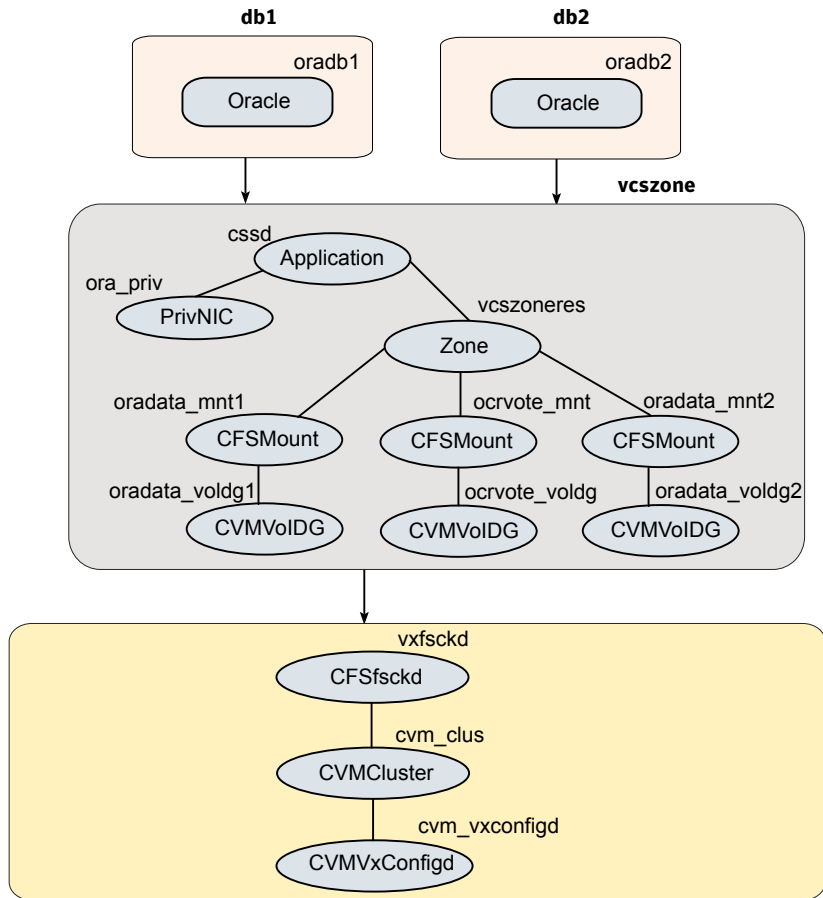 db1 db2
oradb1 oradb2
Oracle Oracle
vcszone
cssd
Application
ora_priv
PrivNIC
vcszoneres
Zone
oradata_mnt1 ocrvote_mnt oradata_mnt2
CFSMount CFSMount CFSMount
oradata_voldg1 ocrvote_voldg oradata_voldg2
CVMVolDG CVMVolDG CVMVolDG
vxfsckd
CFSfsckd
cvm_clus
CVMCluster
cvm_vxconfigd
CVMVxConfigd